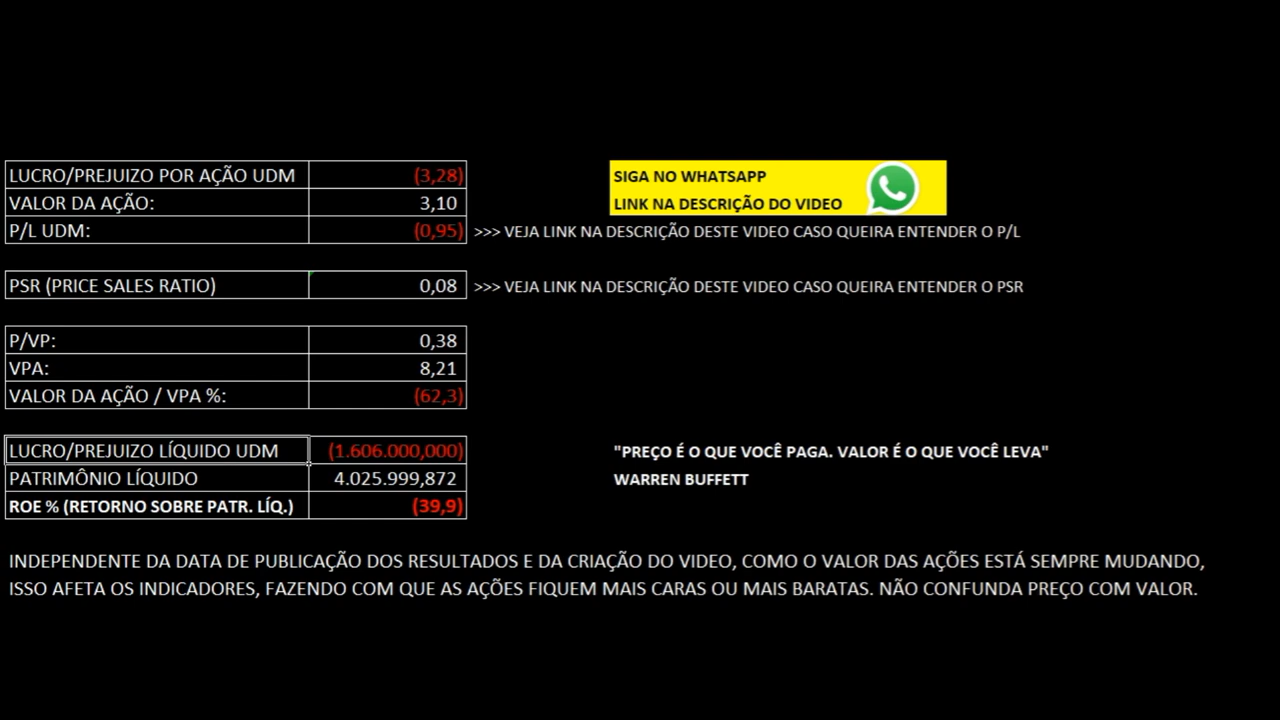 LUCRO/PREJUIZO POR AÇÃO UDM (3,28)
SIGA NO WHATSAPP
VALOR DA AÇÃO: 3,10
LINK NA DESCRIÇÃO DO VIDEO
P/L UDM: (0,95) >>> VEJA LINK NA DESCRIÇÃO DESTE VIDEO CASO QUEIRA ENTENDER O P/L
PSR (PRICE SALES RATIO) 0,08 >>> VEJA LINK NA DESCRIÇÃO DESTE VIDEO CASO QUEIRA ENTENDER O PSR
P/VP: 0,38
VPA: 8,21
VALOR DA AÇÃO / VPA %: (62,3)
LUCRO/PREJUIZO LÍQUIDO UDM (1.606.000,000)
"PREÇO É O QUE VOCÊ PAGA. VALOR É O QUE VOCÊ LEVA"
PATRIMÔNIO LÍQUIDO 4.025.999,872
WARREN BUFFETT
ROE % (RETORNO SOBRE PATR. LÍQ.) (39,9)
INDEPENDENTE DA DATA DE PUBLICAÇÃO DOS RESULTADOS E DA CRIAÇÃO DO VIDEO, COMO O VALOR DAS AÇÕES ESTÁ SEMPRE MUDANDO,
ISSO AFETA OS INDICADORES, FAZENDO COM QUE AS AÇÕES FIQUEM MAIS CARAS OU MAIS BARATAS. NÃO CONFUNDA PREÇO COM VALOR.